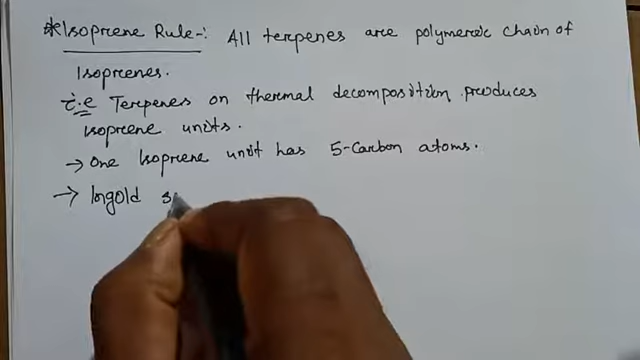 *Isoprene Rule-: All terpenes are polymeric chain of
Isoprenes.
i.e Terpenes on thermal decomposition produces
isoprene units.
→ One Isoprene unit has 5-Carbon atoms.
→ Ingold